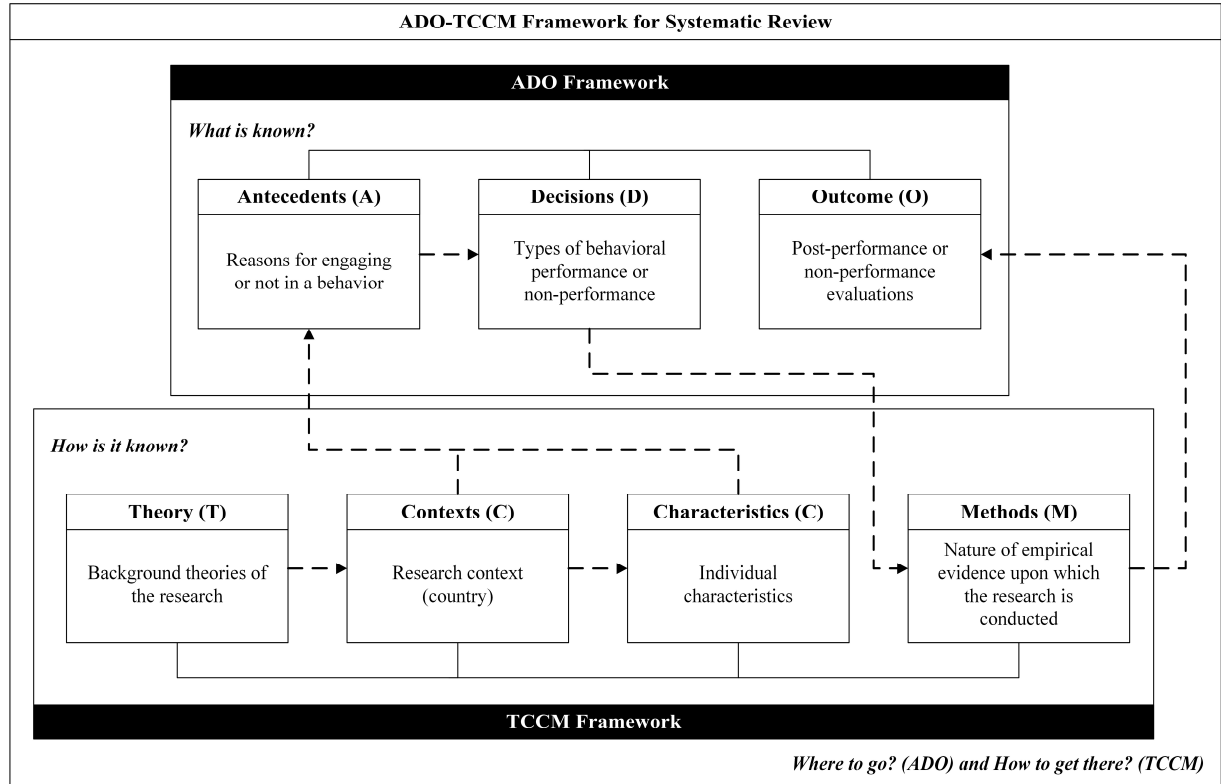 ADO-TCCM Framework for Systematic Review
ADO Framework
What is known?
Antecedents (A)
Reasons for engaging
or not in a behavior
Decisions (D)
Types of behavioral
performance or
non-performance
Outcome (O)
Post-performance or
non-performance
evaluations
How is it known?
Theory (T)
Background theories of
the research
Contexts (C)
Research context
(country)
Characteristics (C)
Individual
characteristics
Methods (M)
Nature of empirical
evidence upon which
the research is
conducted
TCCM Framework
Where to go? (ADO) and How to get there? (TCCM)